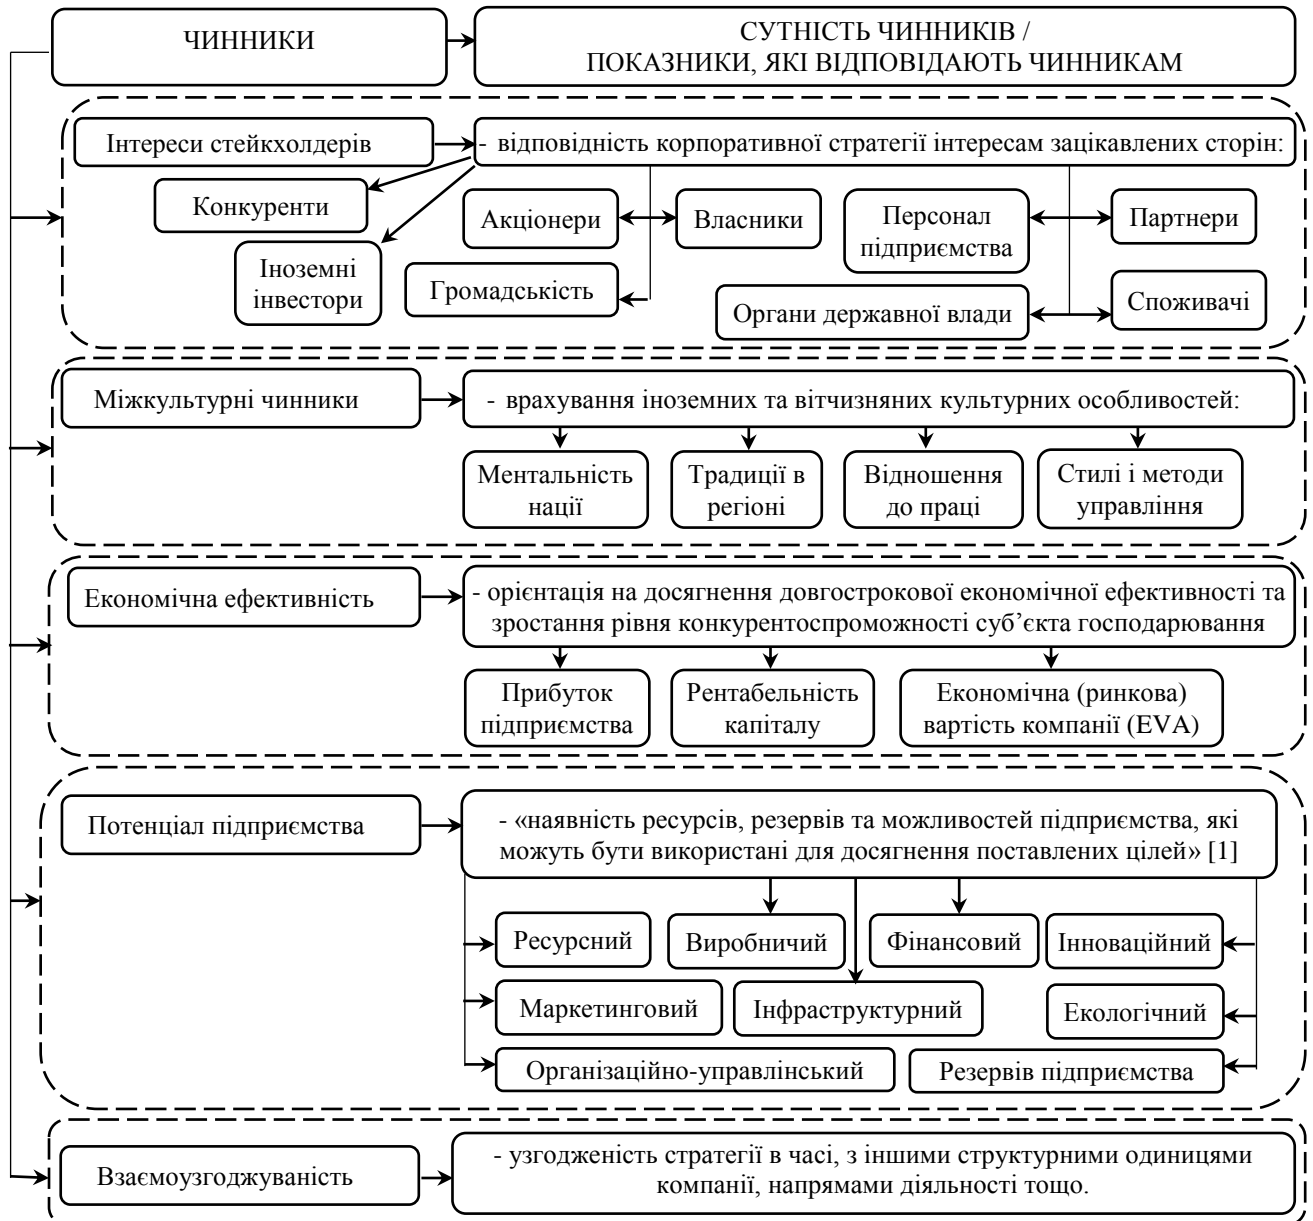 ЧИННИКИ
СУТНІСТЬ ЧИННИКІВ /
ПОКАЗНИКИ, ЯКІ ВІДПОВІДАЮТЬ ЧИННИКАМ
Інтереси стейкхолдерів
- відповідність корпоративної стратегії інтересам зацікавлених сторін:
Конкуренти
Іноземні
інвестори
Акціонери
Власники
Громадськість
Персонал
підприємства
Партнери
Органи державної влади
Споживачі
Міжкультурні чинники
- врахування іноземних та вітчизняних культурних особливостей:
Ментальність
нації
Традиції в
регіоні
Відношення
до праці
Стилі і методи
управління
Економічна ефективність
- орієнтація на досягнення довгострокової економічної ефективності та
зростання рівня конкурентоспроможності суб’єкта господарювання
Прибуток
підприємства
Рентабельність
капіталу
Економічна (ринкова)
вартість компанії (EVA)
Потенціал підприємства
- «наявність ресурсів, резервів та можливостей підприємства, які
можуть бути використані для досягнення поставлених цілей» [1]
Ресурсний
Виробничий
Фінансовий
Інноваційний
Маркетинговий
Інфраструктурний
Екологічний
Організаційно-управлінський
Резервів підприємства
Взаємоузгоджуваність
- узгодженість стратегії в часі, з іншими структурними одиницями
компанії, напрямами діяльності тощо.